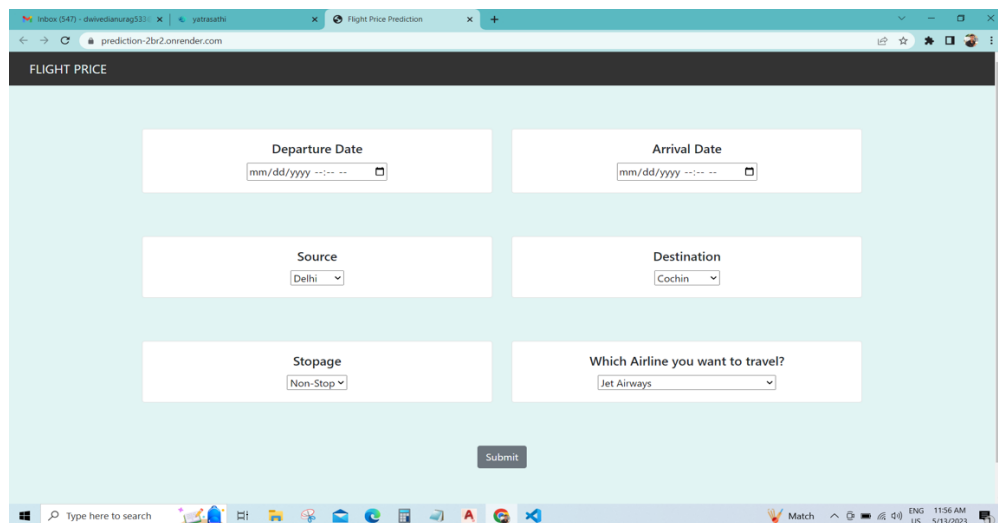 Inbox (547) - dwivedianurag533
yatrasathi
Flight Price Prediction
prediction-2br2.onrender.com
FLIGHT PRICE
Departure Date
mm/dd/yyyy --:-- --
Arrival Date
mm/dd/yyyy --:-- --
Source
Delhi
Destination
Cochin
Stopage
Non-Stop
Which Airline you want to travel?
Jet Airways
Submit
Type here to search
Match
ENG
US
11:56 AM
5/13/2023